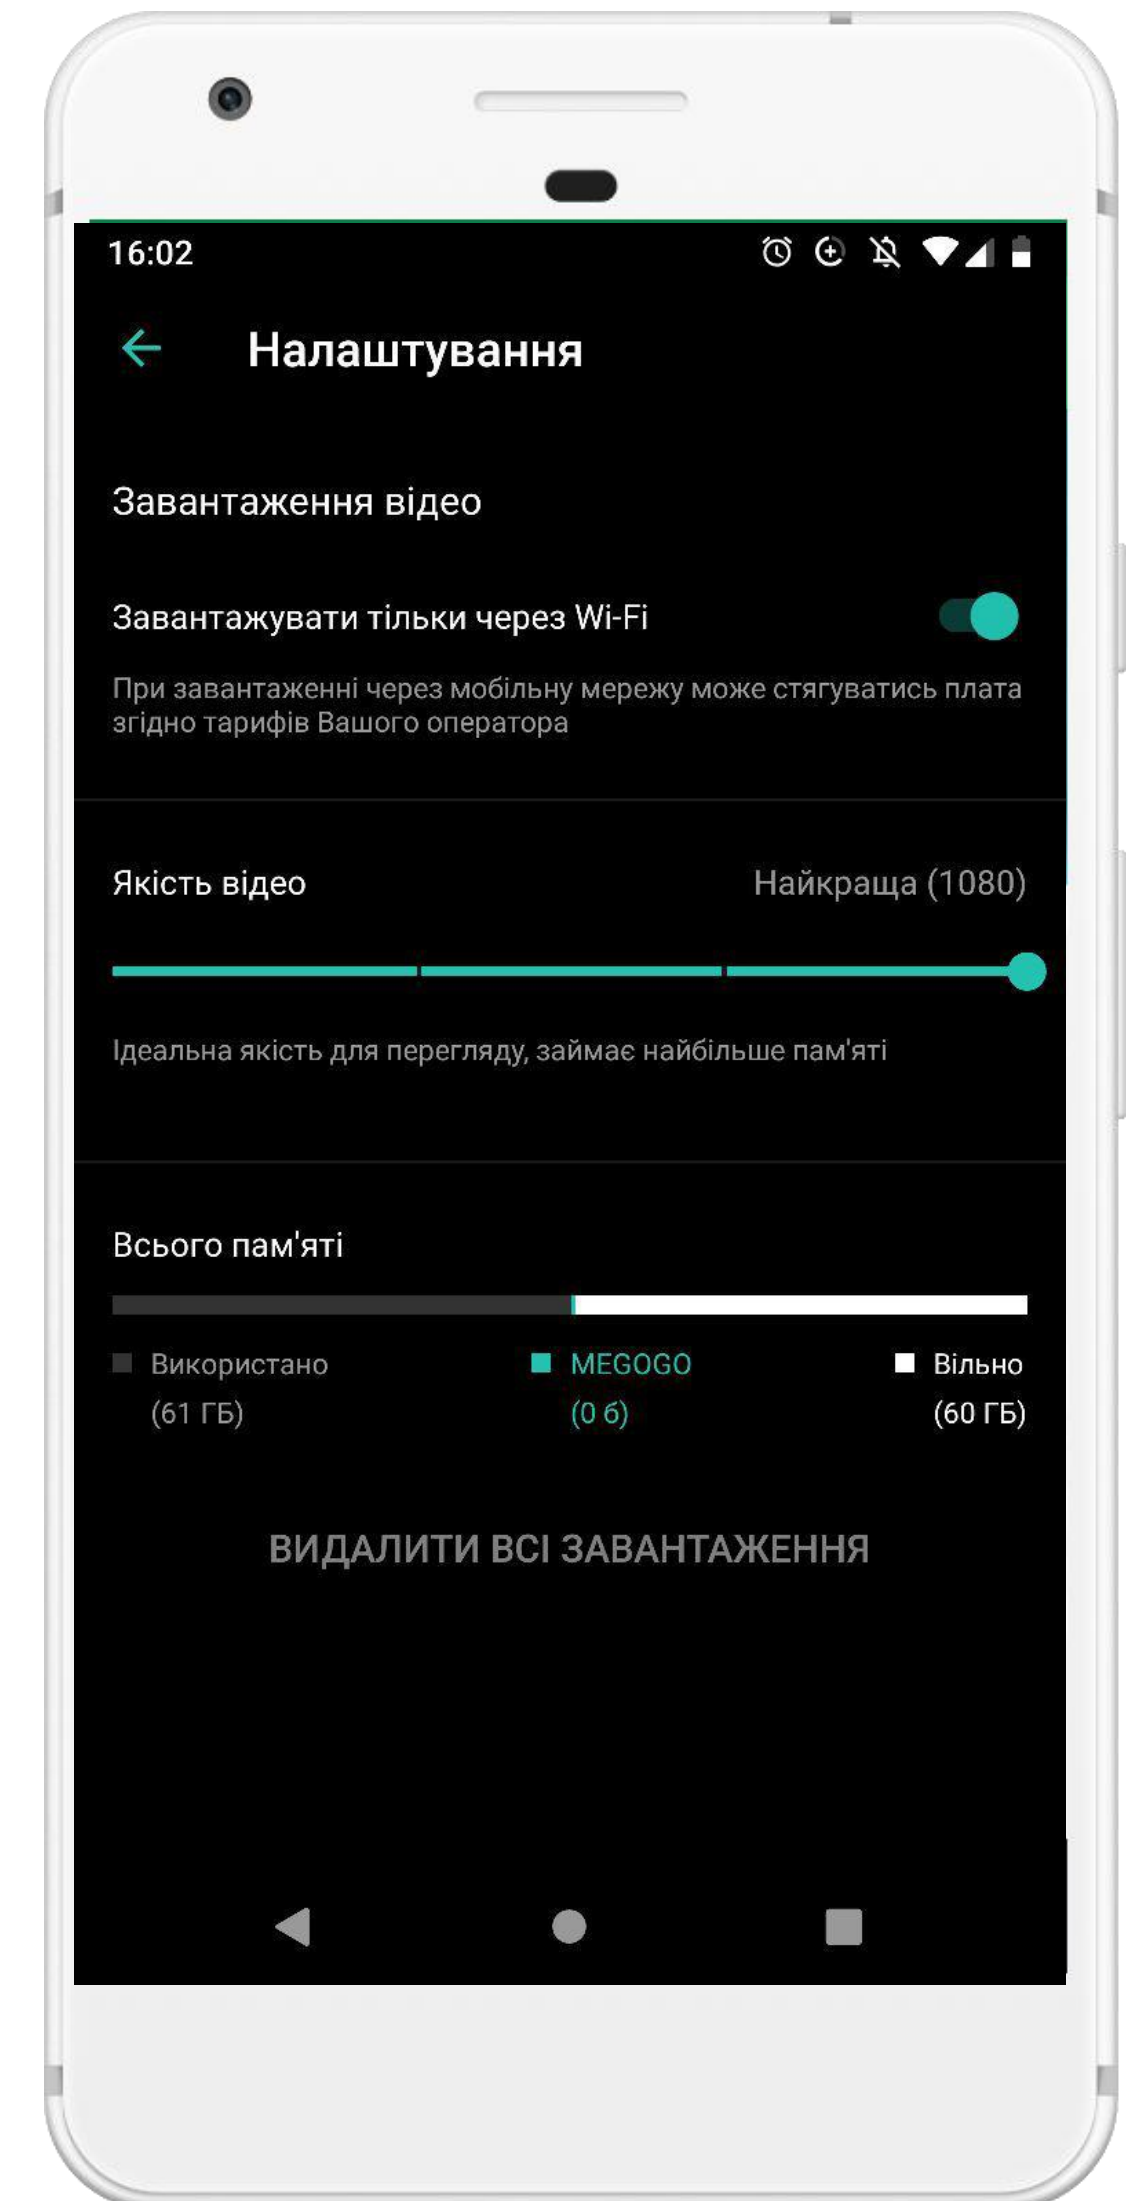 16:02
Налаштування
Завантаження відео
Завантажувати тільки через Wi-Fi
При завантаженні через мобільну мережу може стягуватись плата
згідно тарифів Вашого оператора
Якість відео
Найкраща (1080)
Ідеальна якість для перегляду, займає найбільше пам'яті
Всього пам'яті
Використано
(61 ГБ)
MEGOGO
(0 б)
Вільно
(60 ГБ)
ВИДАЛИТИ ВСІ ЗАВАНТАЖЕННЯ